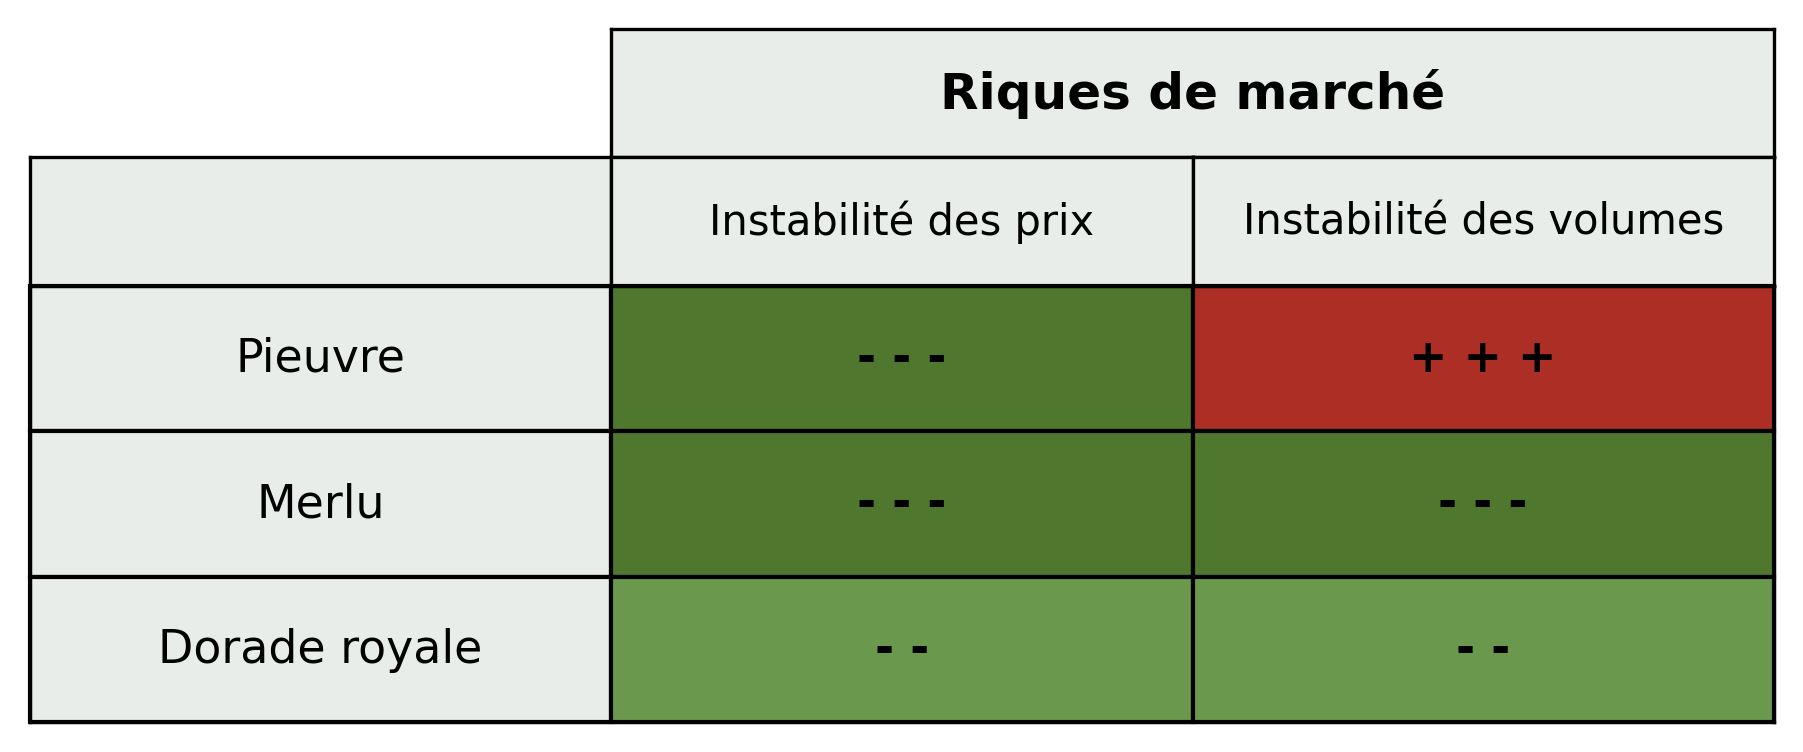 Riques de marché
Instabilité des prix Instabilité des volumes
Pieuvre - - - + + +
Merlu - - - - - -
Dorade royale - - - -